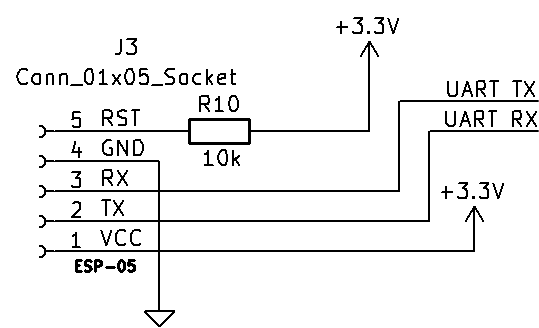 +3.3V
J3
Conn_01x05_Socket
R10
UART TX
5 RST
10k
UART RX
4 GND
3 RX
+3.3V
2 TX
1 VCC
ESP-05